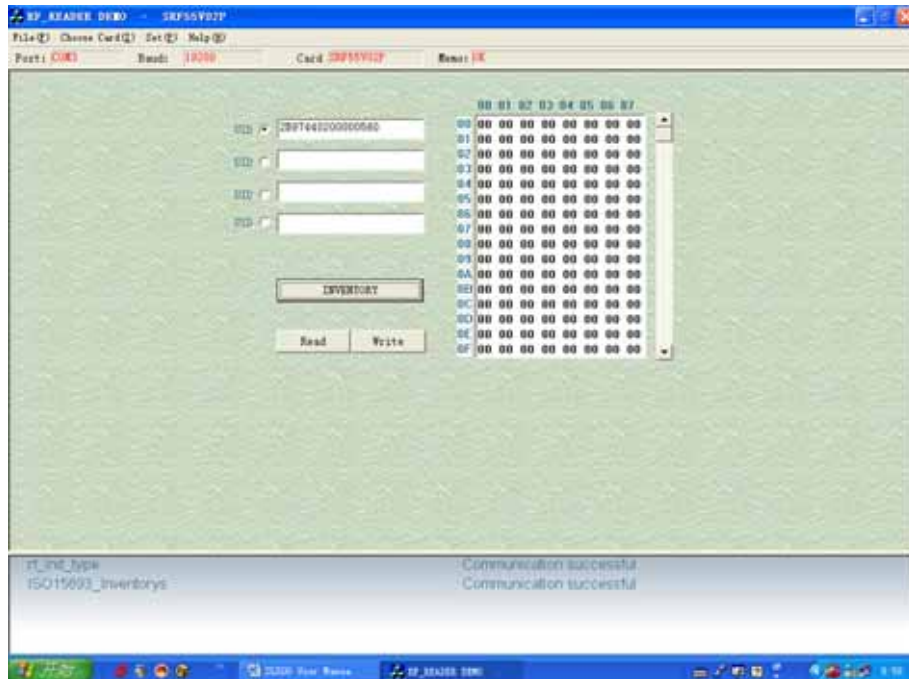 RF_READER DEMO - SRF55V02P
File(F) Choose Card(C) Set(S) Help(H)
Port: COM3 Baud: 19200 Card SRF55V02P Memo: OK
00 01 02 03 04 05 06 07
UID
00 00 00 00 00 00 00 00 00
01 00 00 00 00 00 00 00 00
UID
02 00 00 00 00 00 00 00 00
03 00 00 00 00 00 00 00 00
UID
04 00 00 00 00 00 00 00 00
05 00 00 00 00 00 00 00 00
UID
06 00 00 00 00 00 00 00 00
07 00 00 00 00 00 00 00 00
08 00 00 00 00 00 00 00 00
09 00 00 00 00 00 00 00 00
0A 00 00 00 00 00 00 00 00
INVENTORY
0B 00 00 00 00 00 00 00 00
0C 00 00 00 00 00 00 00 00
0D 00 00 00 00 00 00 00 00
Read Write
0E 00 00 00 00 00 00 00 00
0F 00 00 00 00 00 00 00 00
rf_init_type Communication successful
ISO15693_Inventorys Communication successful
开始 User RF_READER DEMO